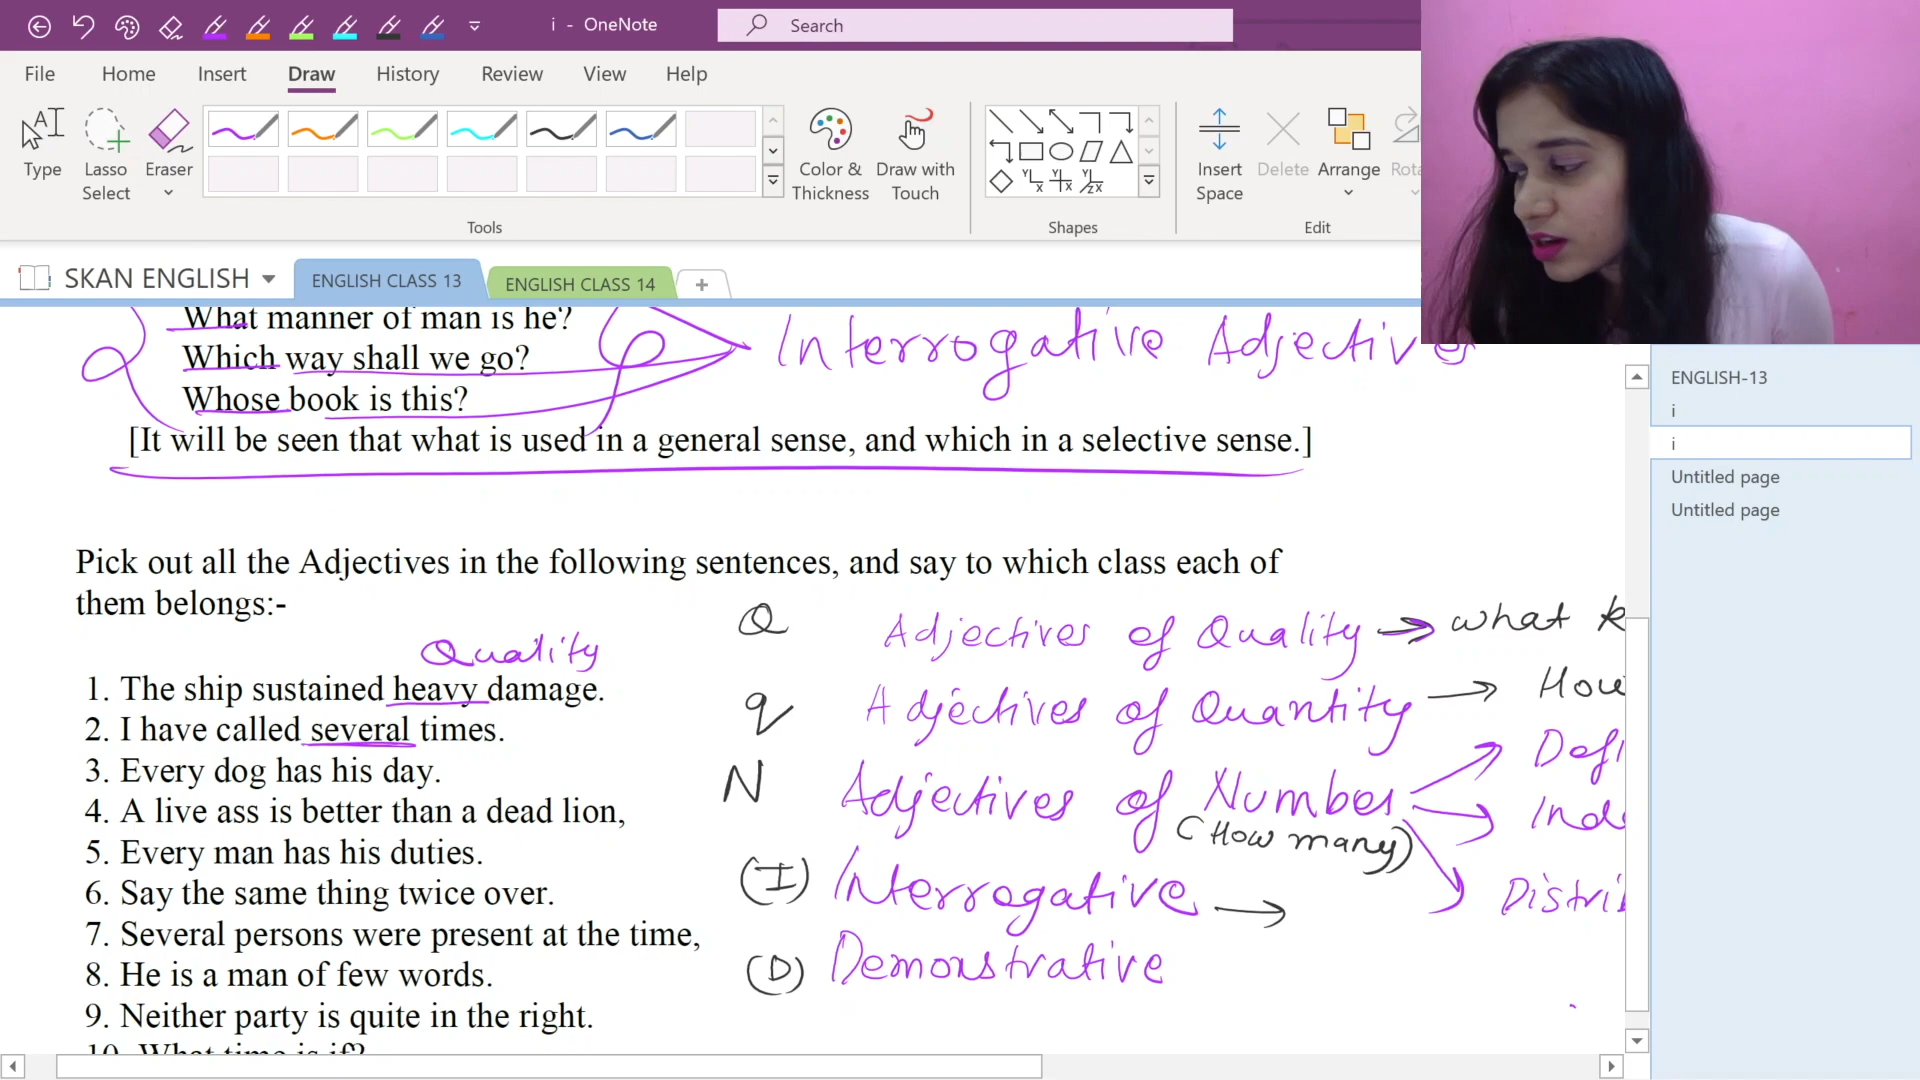 i - OneNote
Search
File Home Insert Draw History Review View Help
Type
Lasso Select
Eraser
Color & Thickness
Draw with Touch
Insert Space
Delete
Arrange
Tools
Shapes
Edit
SKAN ENGLISH
ENGLISH CLASS 13
ENGLISH CLASS 14
What manner of man is he?
Which way shall we go?
Whose book is this?
Interrogative Adjectives
[It will be seen that what is used in a general sense, and which in a selective sense.]
Pick out all the Adjectives in the following sentences, and say to which class each of
them belongs:-
Quality
1. The ship sustained heavy damage.
2. I have called several times.
3. Every dog has his day.
4. A live ass is better than a dead lion,
5. Every man has his duties.
6. Say the same thing twice over.
7. Several persons were present at the time,
8. He is a man of few words.
9. Neither party is quite in the right.
10. What time is if?
Q Adjectives of Quality → what
q Adjectives of Quantity → How
N Adjectives of Number
(How many)
(I) Interrogative →
(D) Demonstrative
ENGLISH-13
i
i
Untitled page
Untitled page